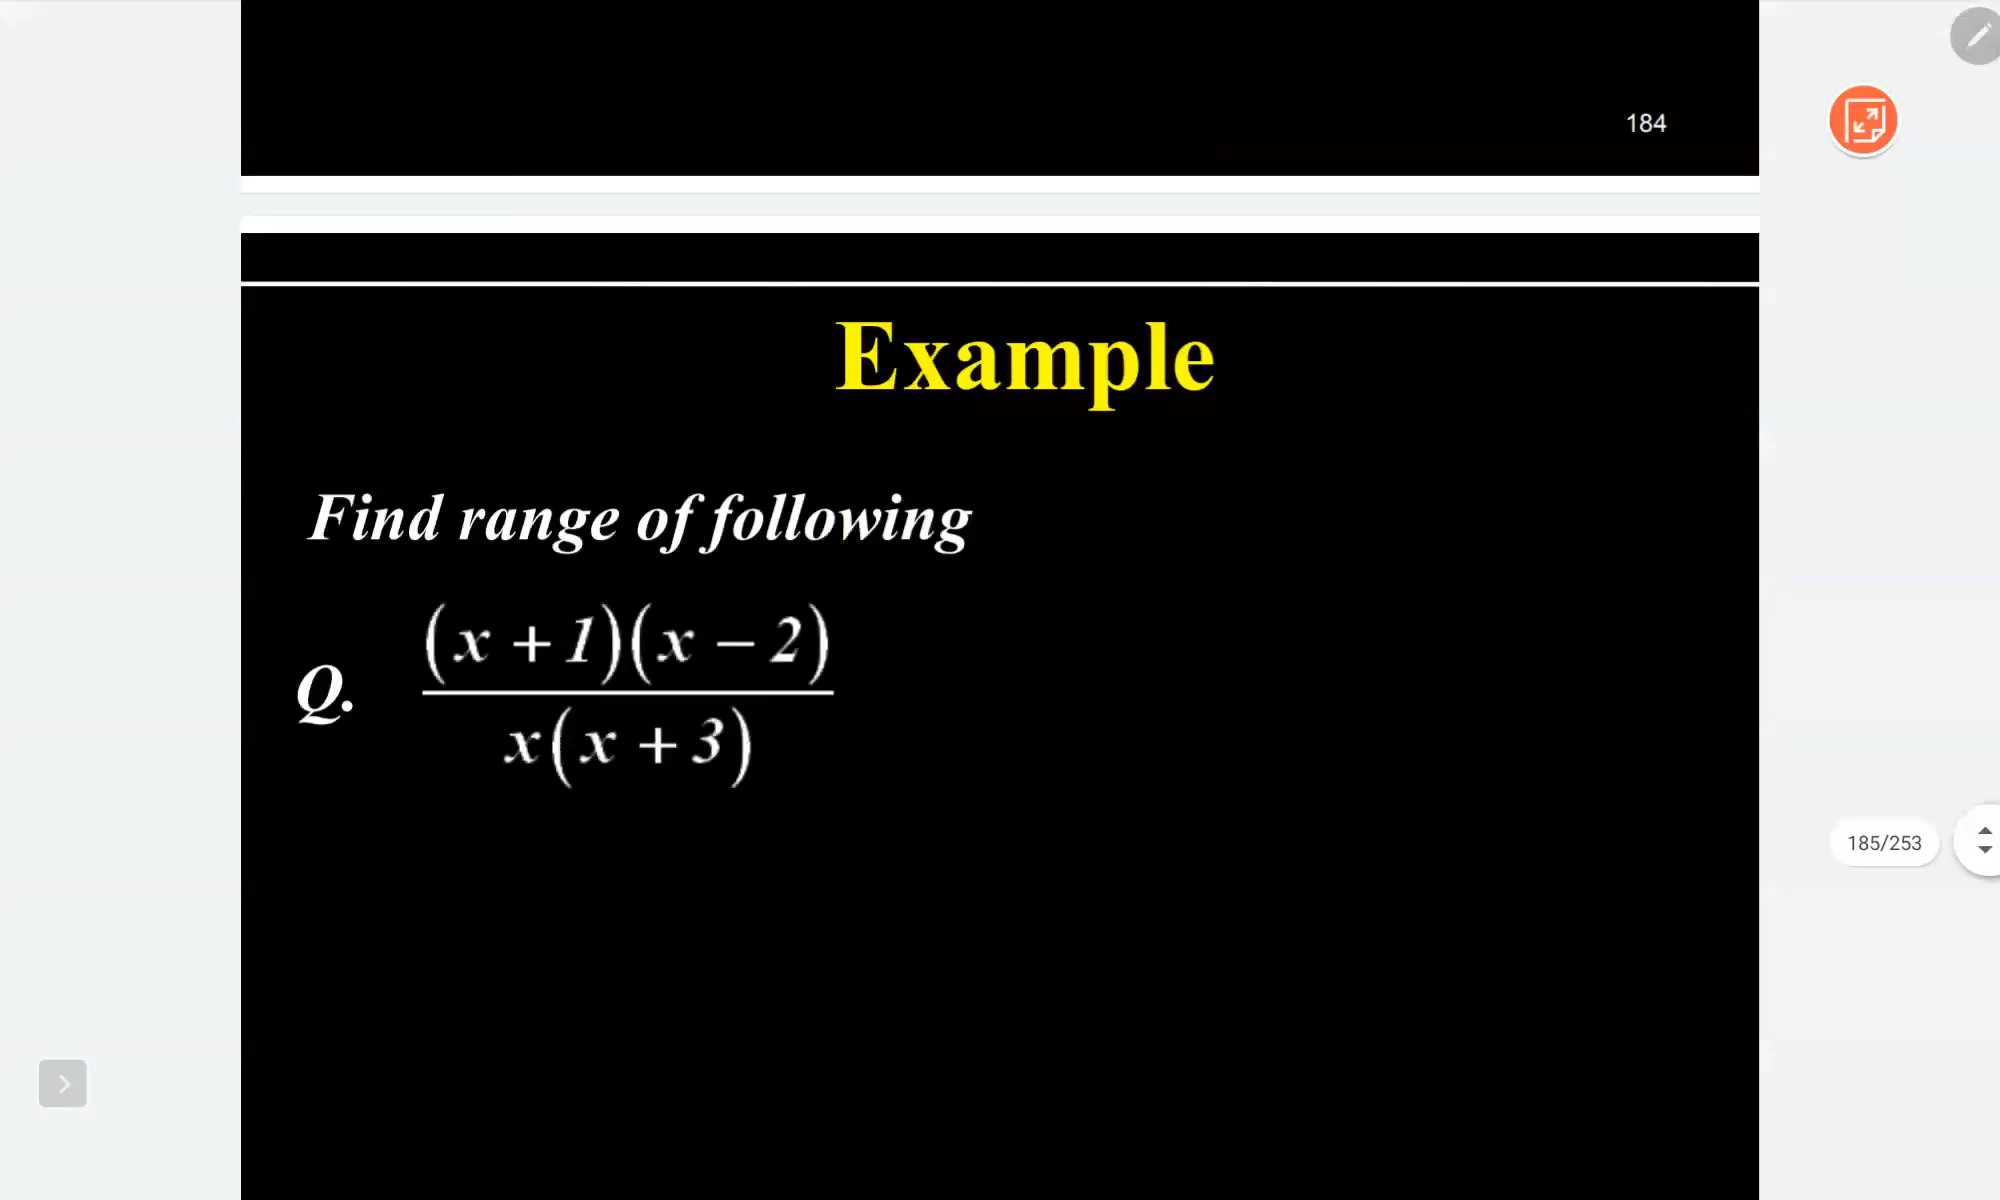 184
Example
Find range of following
Q. (x + 1)(x − 2)
x(x + 3)
185/253